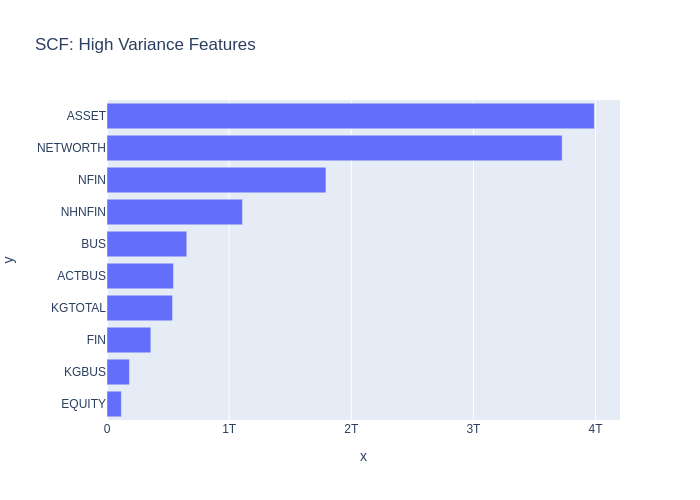 SCF: High Variance Features
ASSET
NETWORTH
NFIN
NHNFIN
BUS
ACTBUS
KGTOTAL
FIN
KGBUS
EQUITY
y
0 1T 2T 3T 4T
x